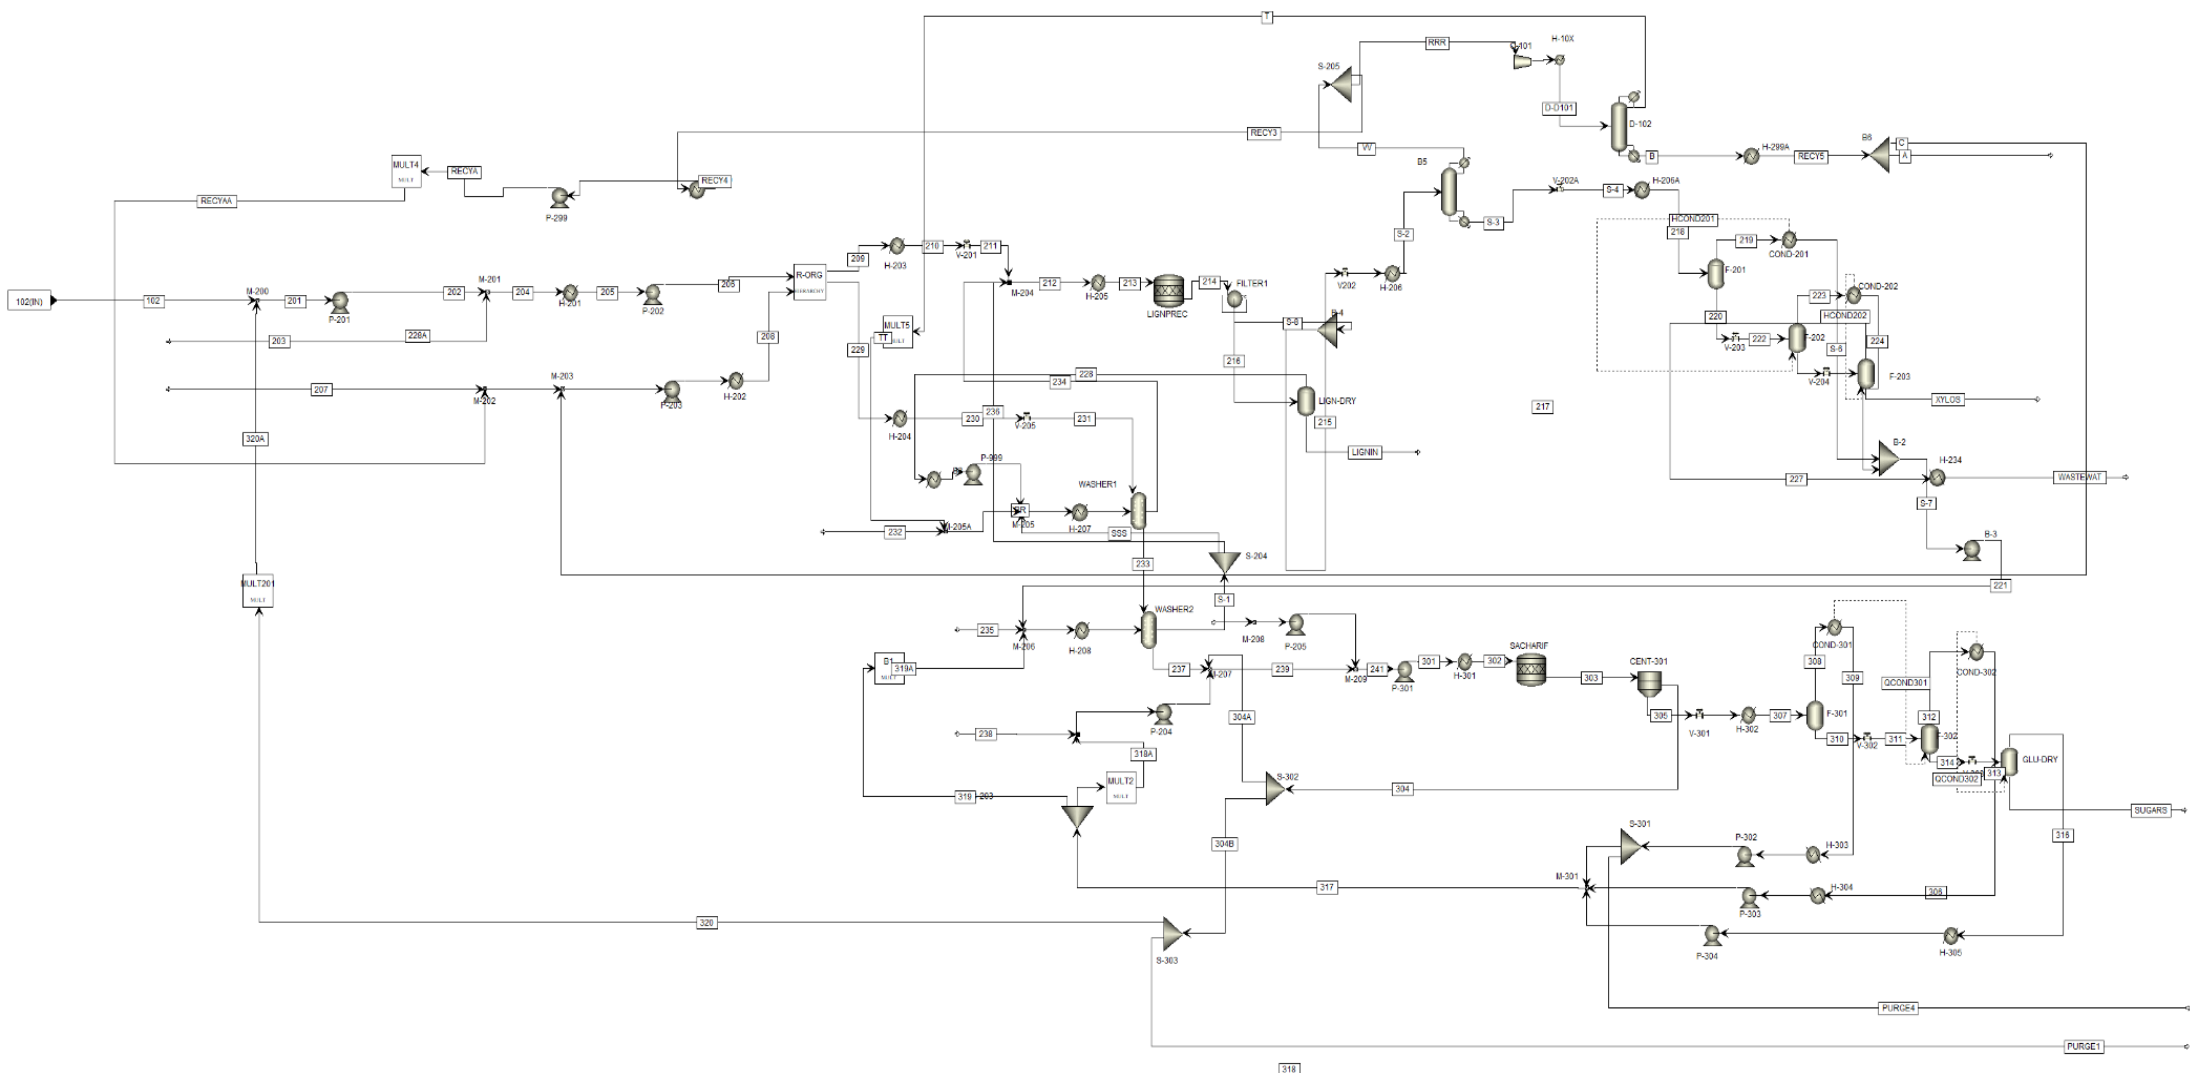 T
RRR
H-10X
S-205
D-D101
D-102
RECY3
VV
B5
B
H-299A
RECY5
B6
C
A
MULT4
MULT
RECYA
RECY4
P-299
RECYAA
V-202A
S-4
H-206A
S-3
S-2
HCOND201
218
219
COND-201
F-201
209
H-203
210
V-201
211
M-204
212
H-205
213
LIGNPREC
214
FILTER1
V202
H-206
R-ORG
HIERARCHY
102(IN)
102
M-200
201
P-201
202
M-201
204
H-201
205
P-202
206
208
203
228A
207
M-202
M-203
P-203
H-202
229
MULT5
MULT
TT
S-8
216
215
217
228
234
LIGN-DRY
LIGNIN
COND-202
223
HCOND202
220
V-203
222
S-6
224
V-204
F-203
XYLOS
B-2
H-234
227
WASTEWAT
S-7
B-3
221
H-204
230
236
V-205
231
P-999
WASHER1
232
M-205A
M-205
H-207
SSS
S-204
233
S-1
320A
MULT201
MULT
WASHER2
235
M-206
H-208
M-208
P-205
237
239
M-209
241
P-301
301
H-301
302
SACHARIF
303
CENT-301
305
V-301
H-302
307
F-301
308
COND-301
309
310
V-302
311
QCOND301
312
COND-302
314
313
QCOND302
GLU-DRY
SUGARS
316
B1
MULT
319A
238
P-204
318A
MULT2
MULT
319
304A
S-302
304
304B
S-301
P-302
H-303
M-301
317
P-303
H-304
306
P-304
H-305
320
S-303
PURGE4
PURGE1
318